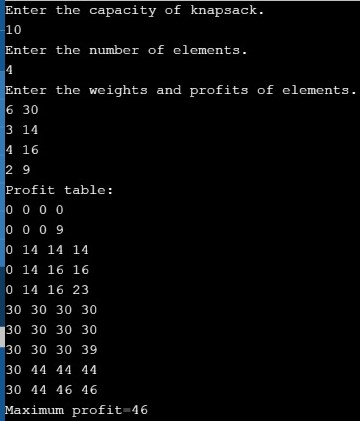 Enter the capacity of knapsack.
10
Enter the number of elements.
4
Enter the weights and profits of elements.
6 30
3 14
4 16
2 9
Profit table:
0 0 0 0
0 0 0 9
0 14 14 14
0 14 16 16
0 14 16 23
30 30 30 30
30 30 30 30
30 30 30 39
30 44 44 44
30 44 46 46
Maximum profit=46